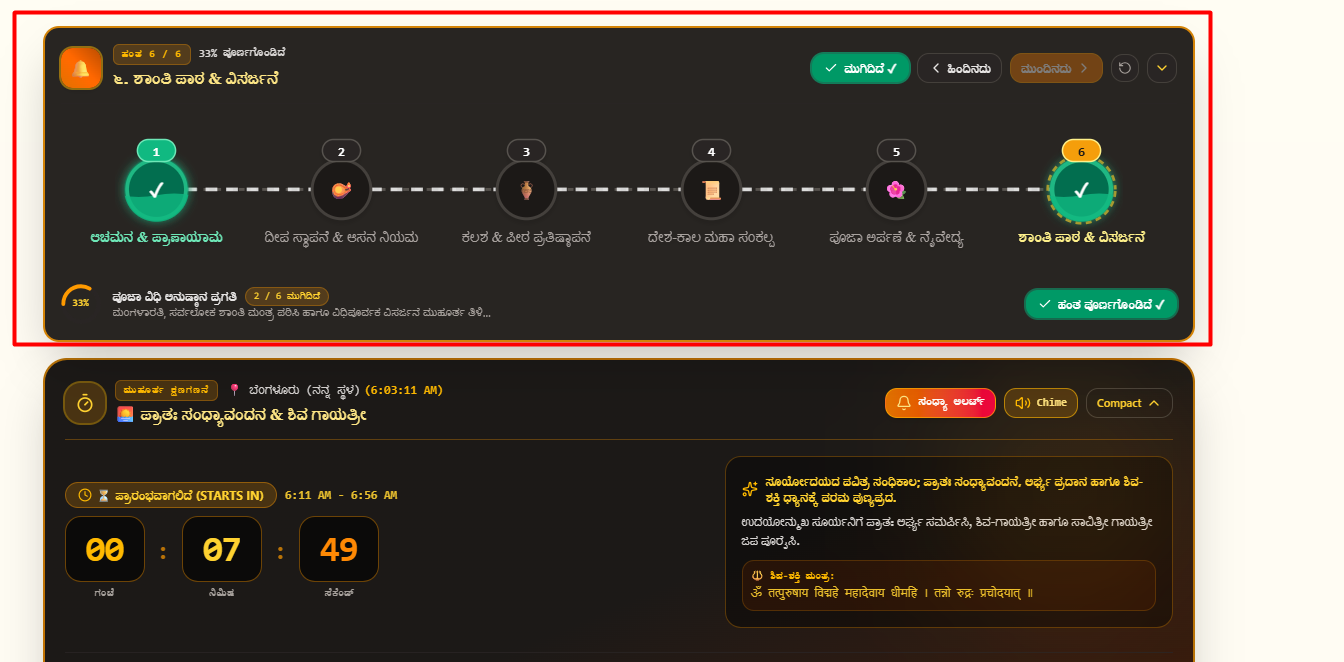 ಹಂತ 6 / 6 33% ಪೂರ್ಣಗೊಂಡಿದೆ
೬. ಶಾಂತಿ ಪಾಠ & ವಿಸರ್ಜನೆ
✓ ಮುಗಿದಿದೆ ✓
ಹಿಂದಿನದು
ಮುಂದಿನದು
1
2
3
4
5
6
ಆಚಮನ & ಪ್ರಾಣಾಯಾಮ
ದೀಪ ಸ್ಥಾಪನೆ & ಆಸನ ನಿಯಮ
ಕಲಶ & ಪೀಠ ಪ್ರತಿಷ್ಠಾಪನೆ
ದೇಶ-ಕಾಲ ಮಹಾ ಸಂಕಲ್ಪ
ಪೂಜಾ ಅರ್ಪಣೆ & ನೈವೇದ್ಯ
ಶಾಂತಿ ಪಾಠ & ವಿಸರ್ಜನೆ
33%
ಪೂಜಾ ವಿಧಿ ಅನುಷ್ಠಾನ ಪ್ರಗತಿ 2 / 6 ಮುಗಿದಿದೆ
ಮಂಗಳಾರತಿ, ಸರ್ವಲೋಕ ಶಾಂತಿ ಮಂತ್ರ ಪಠಿಸಿ ಹಾಗೂ ವಿಧಿಪೂರ್ವಕ ವಿಸರ್ಜನೆ ಮುಹೂರ್ತ ತಿಳಿ...
✓ ಹಂತ ಪೂರ್ಣಗೊಂಡಿದೆ ✓
ಮುಹೂರ್ತ ಕ್ಷಣಗಣನೆ 📍 ಬೆಂಗಳೂರು (ನನ್ನ ಸ್ಥಳ) (6:03:11 AM)
🌅 ಪ್ರಾತಃ ಸಂಧ್ಯಾವಂದನ & ಶಿವ ಗಾಯತ್ರೀ
ಸಂಧ್ಯಾ ಅಲರ್ಟ್
Chime
Compact
⏳ ಪ್ರಾರಂಭವಾಗಲಿದೆ (STARTS IN) 6:11 AM - 6:56 AM
00 : 07 : 49
ಗಂಟೆ ನಿಮಿಷ ಸೆಕೆಂಡ್
ಸೂರ್ಯೋದಯದ ಪವಿತ್ರ ಸಂಧಿಕಾಲ; ಪ್ರಾತಃ ಸಂಧ್ಯಾವಂದನೆ, ಅರ್ಘ್ಯ ಪ್ರದಾನ ಹಾಗೂ ಶಿವ-
ಶಕ್ತಿ ಧ್ಯಾನಕ್ಕೆ ಪರಮ ಪುಣ್ಯಪ್ರದ.
ಉದಯೋನ್ಮುಖ ಸೂರ್ಯನಿಗೆ ಪ್ರಾತಃ ಅರ್ಘ್ಯ ಸಮರ್ಪಿಸಿ, ಶಿವ-ಗಾಯತ್ರೀ ಹಾಗೂ ಸಾವಿತ್ರೀ ಗಾಯತ್ರೀ
ಜಪ ಪೂರೈಸಿ.
ಶಿವ-ಶಕ್ತಿ ಮಂತ್ರ:
ॐ तत्पुरुषाय विद्महे महादेवाय धीमहि । तन्नो रुद्रः प्रचोदयात् ॥